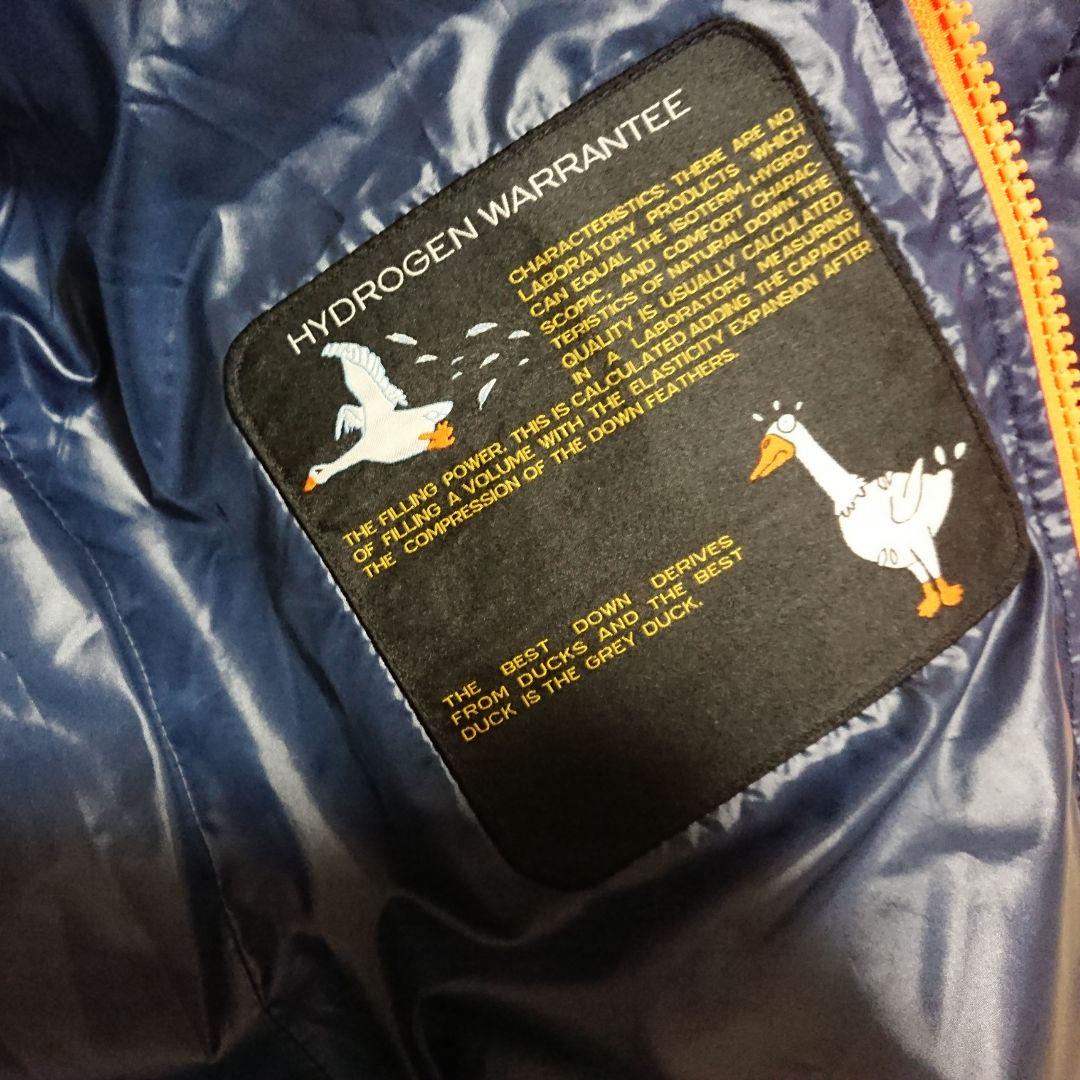 HYDROGEN WARRANTEE
CHARACTERISTICS: THERE ARE NO
LABORATORY PRODUCTS WHICH
CAN EQUAL THE ISOTERM, HYGRO-
SCOPIC, AND COMFORT CHARAC-
TERISTICS OF NATURAL DOWN. THE
QUALITY IS USUALLY CALCULATED
IN A LABORATORY MEASURING
THE FILLING POWER. THIS IS CALCULATED ADDING THE CAPACITY
OF FILLING A VOLUME WITH THE ELASTICITY EXPANSION AFTER
THE COMPRESSION OF THE DOWN FEATHERS.
THE BEST DOWN DERIVES
FROM DUCKS AND THE BEST
DUCK IS THE GREY DUCK.